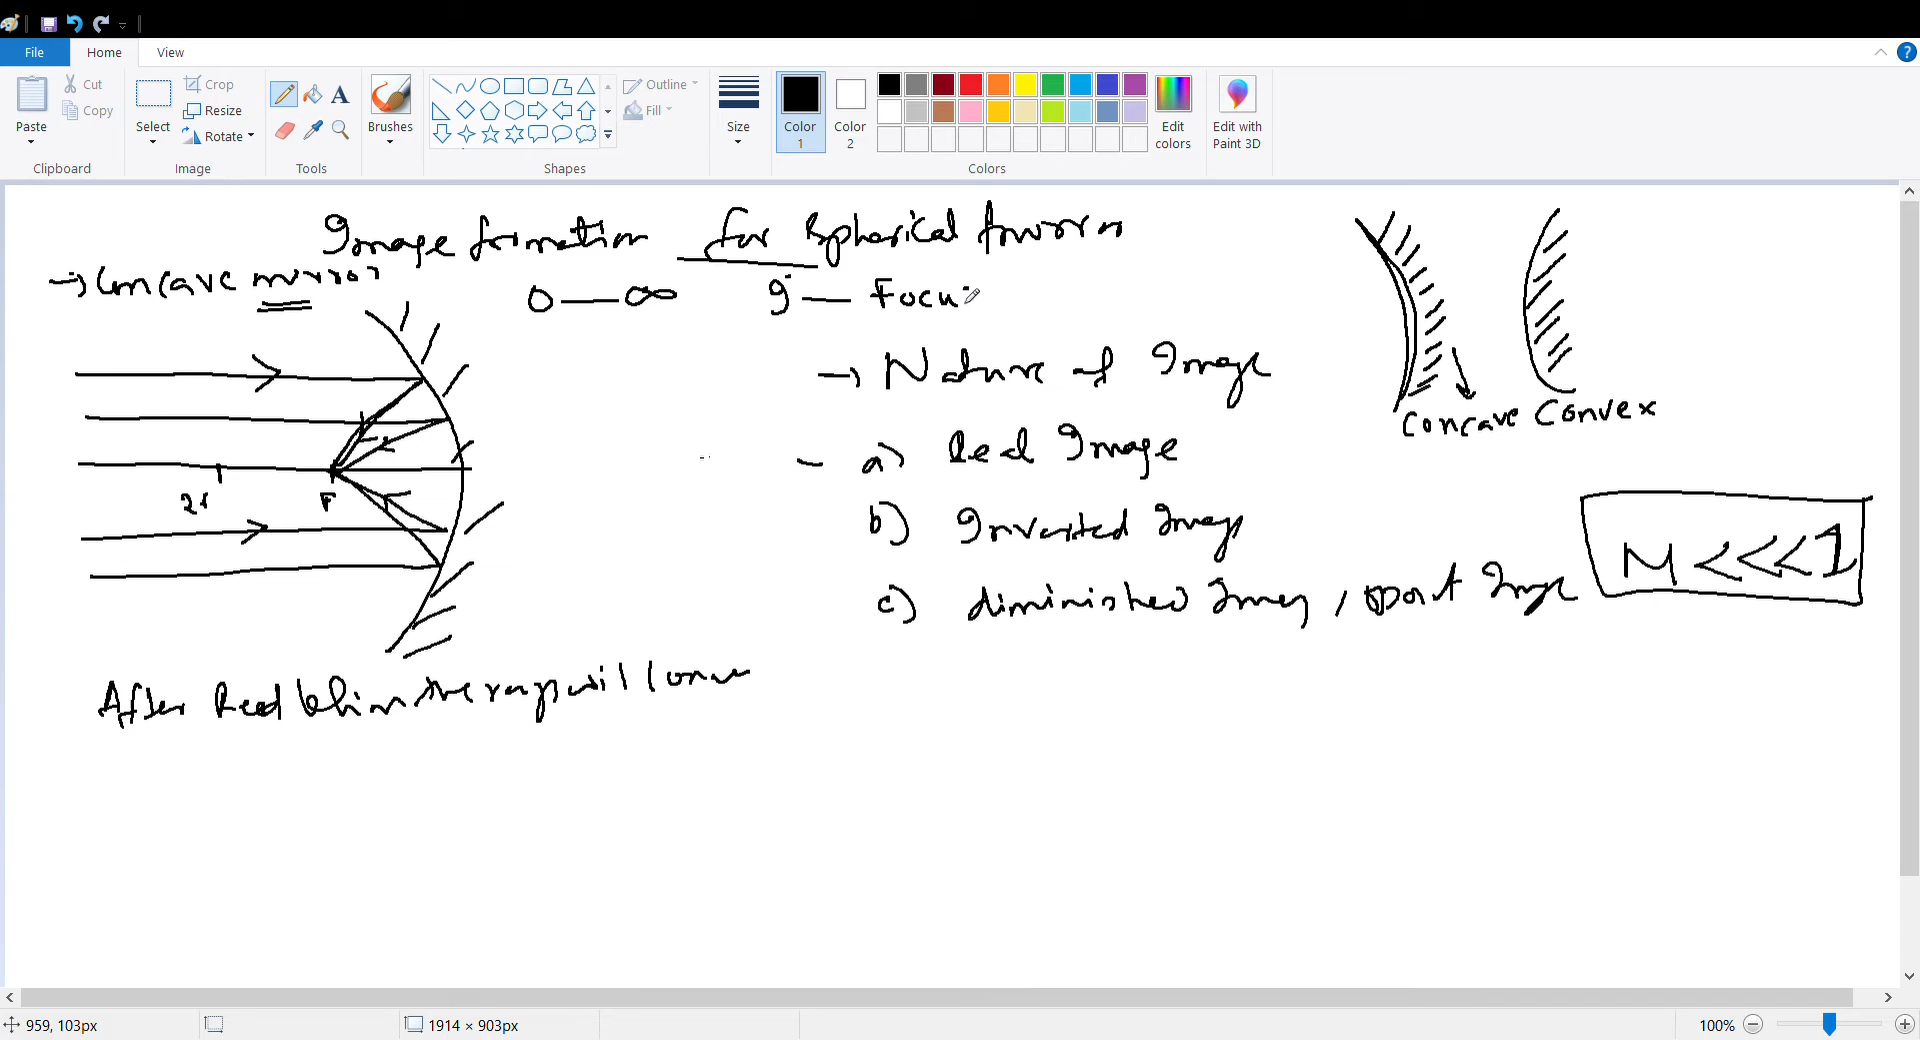 File Home View
Paste Cut Copy Clipboard
Select Crop Resize Rotate Image
A Tools
Brushes
Shapes Outline Fill
Size
Color 1 Color 2 Edit colors Colors
Edit with Paint 3D
Image formation for Spherical mirrors
→ Concave mirror
O — ∞ I — Focus
→ Nature of Image
a) Real Image
b) Inverted Image
c) diminished Image, point Image
M <<< 1
2f F
Concave Convex
After the rays will
959, 103px 1914 × 903px 100%